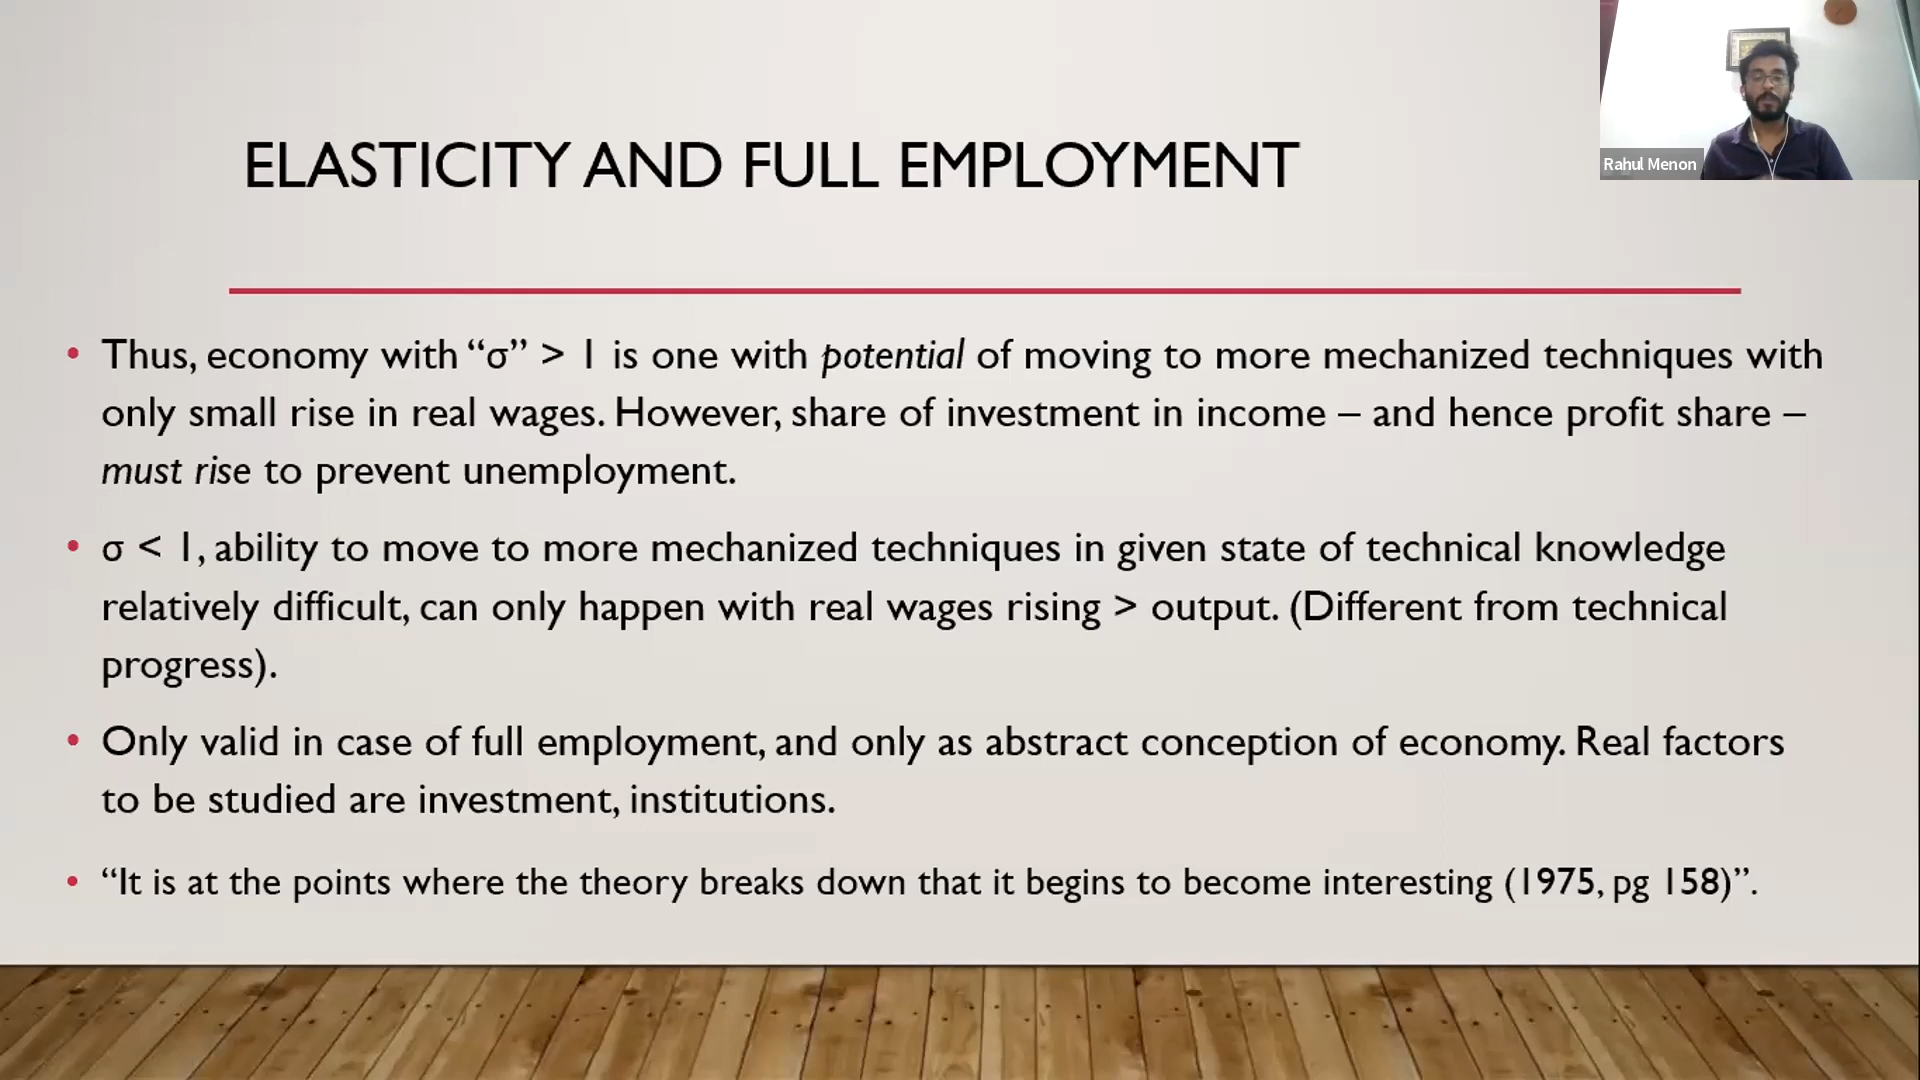 Rahul Menon
ELASTICITY AND FULL EMPLOYMENT
• Thus, economy with “σ” > 1 is one with potential of moving to more mechanized techniques with
only small rise in real wages. However, share of investment in income – and hence profit share –
must rise to prevent unemployment.
• σ < 1, ability to move to more mechanized techniques in given state of technical knowledge
relatively difficult, can only happen with real wages rising > output. (Different from technical
progress).
• Only valid in case of full employment, and only as abstract conception of economy. Real factors
to be studied are investment, institutions.
• “It is at the points where the theory breaks down that it begins to become interesting (1975, pg 158)”.